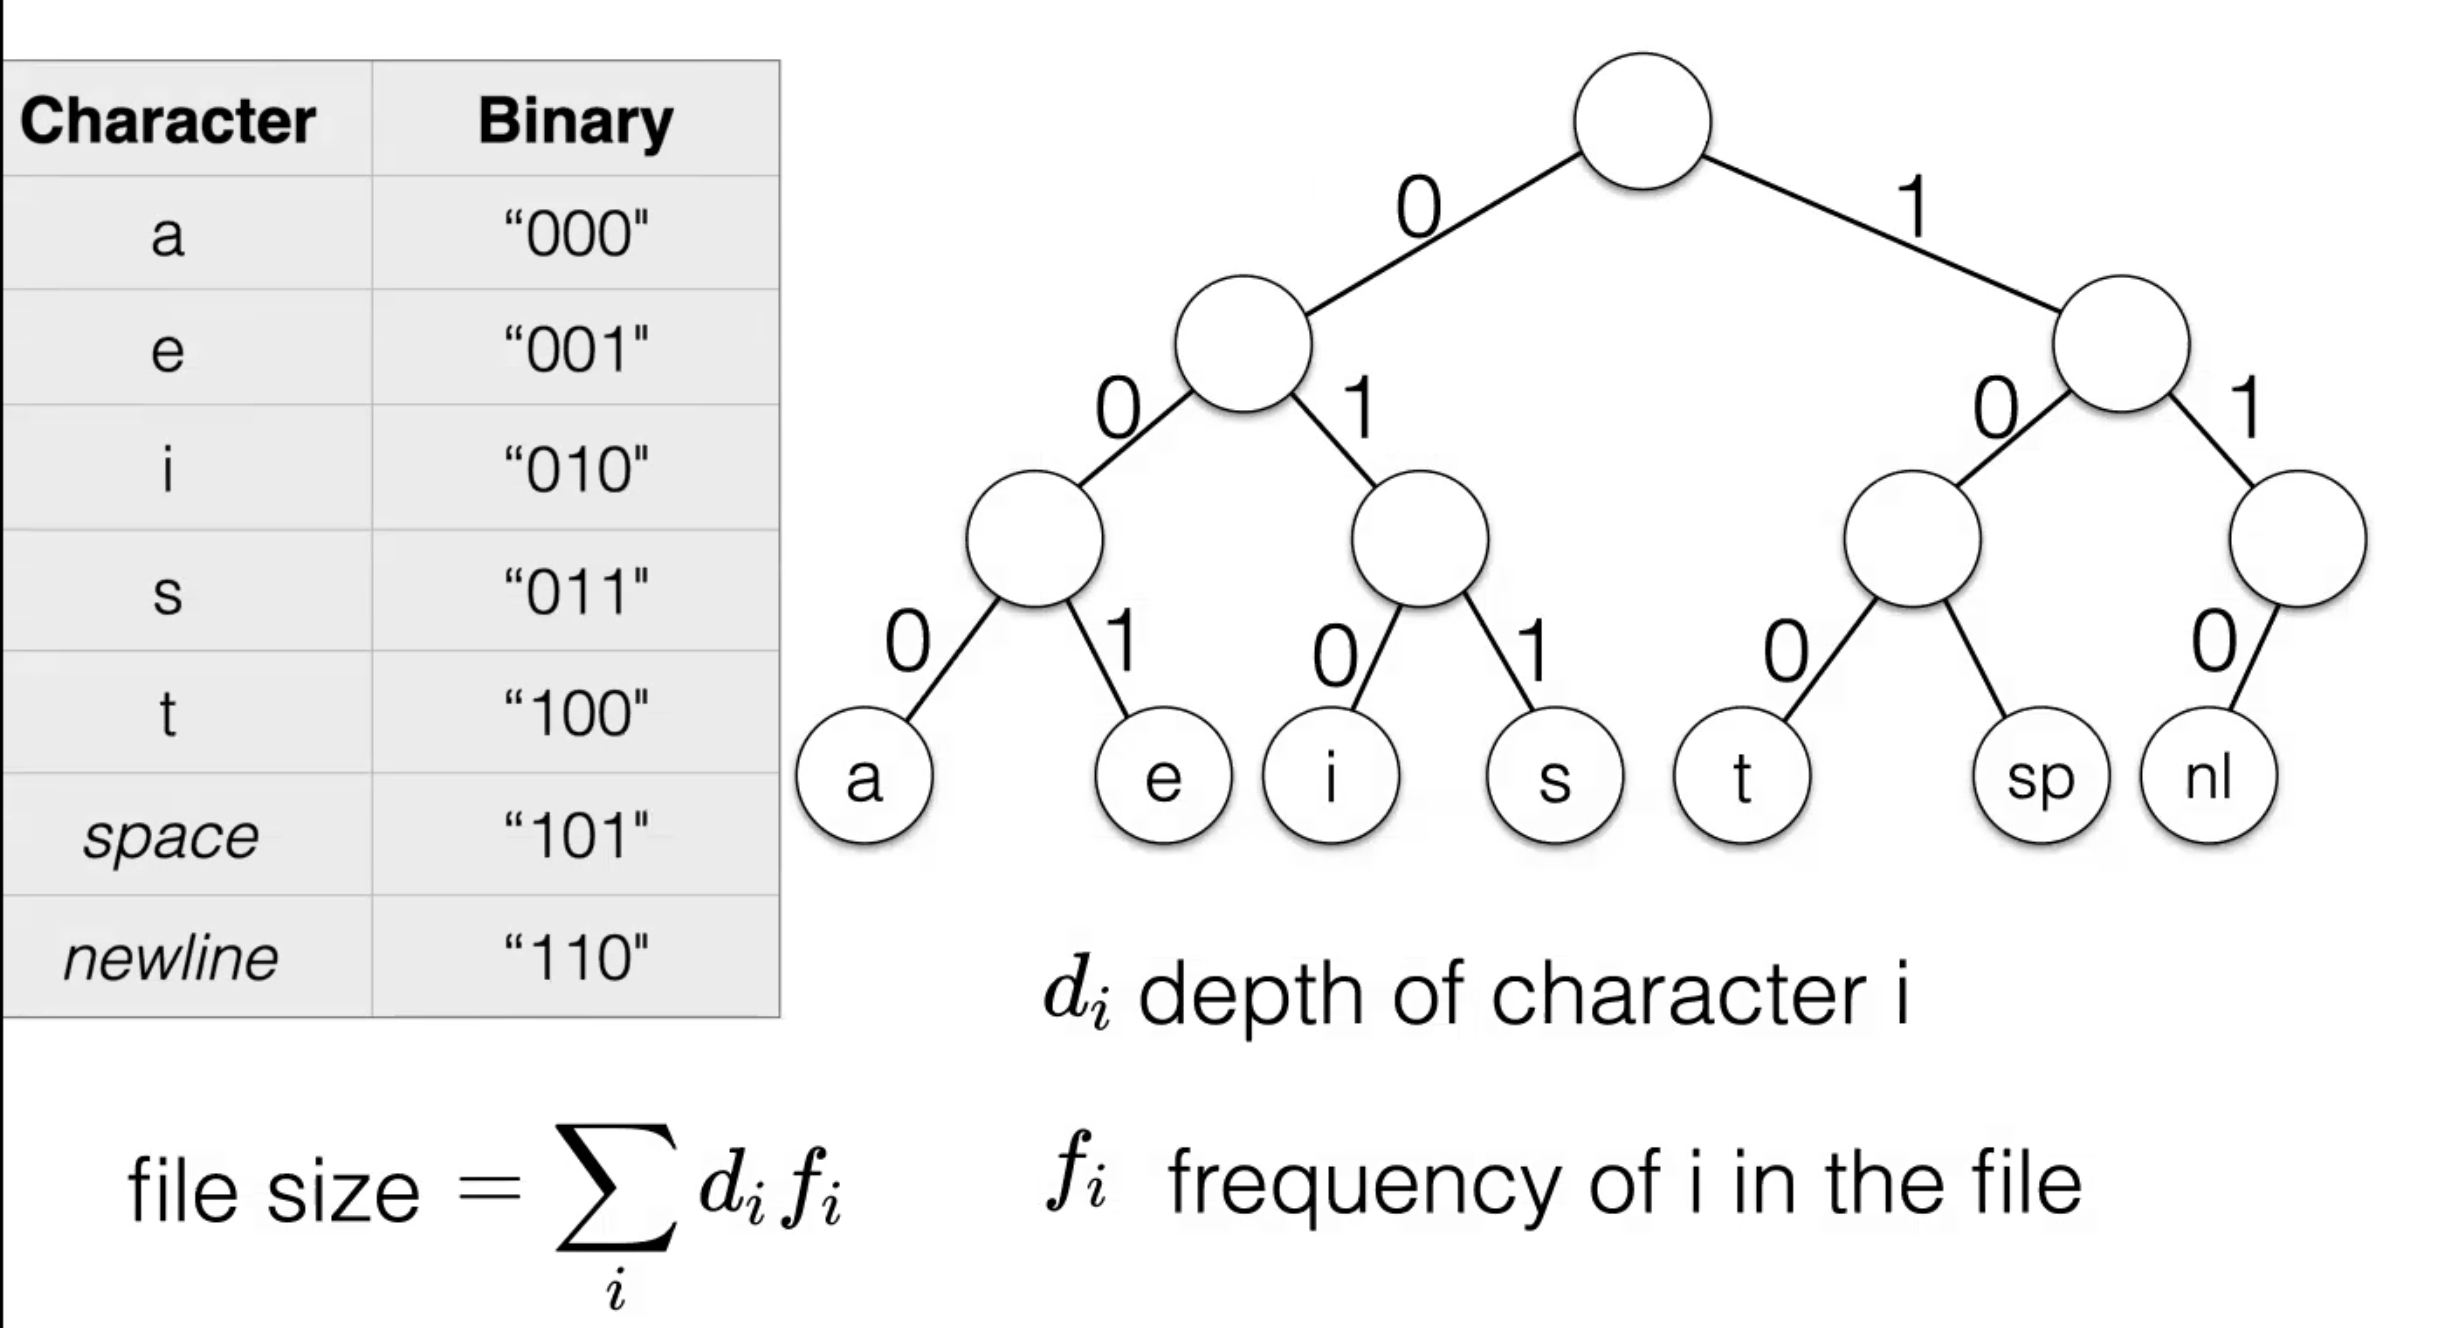 Character Binary
a “000"
e “001"
i “010"
s “011"
t “100"
space “101"
newline “110"
0 1
0 1 0 1
0 1 0 1 0 0
a e i s t sp nl
d_i depth of character i
file size = ∑_i d_i f_i
f_i frequency of i in the file